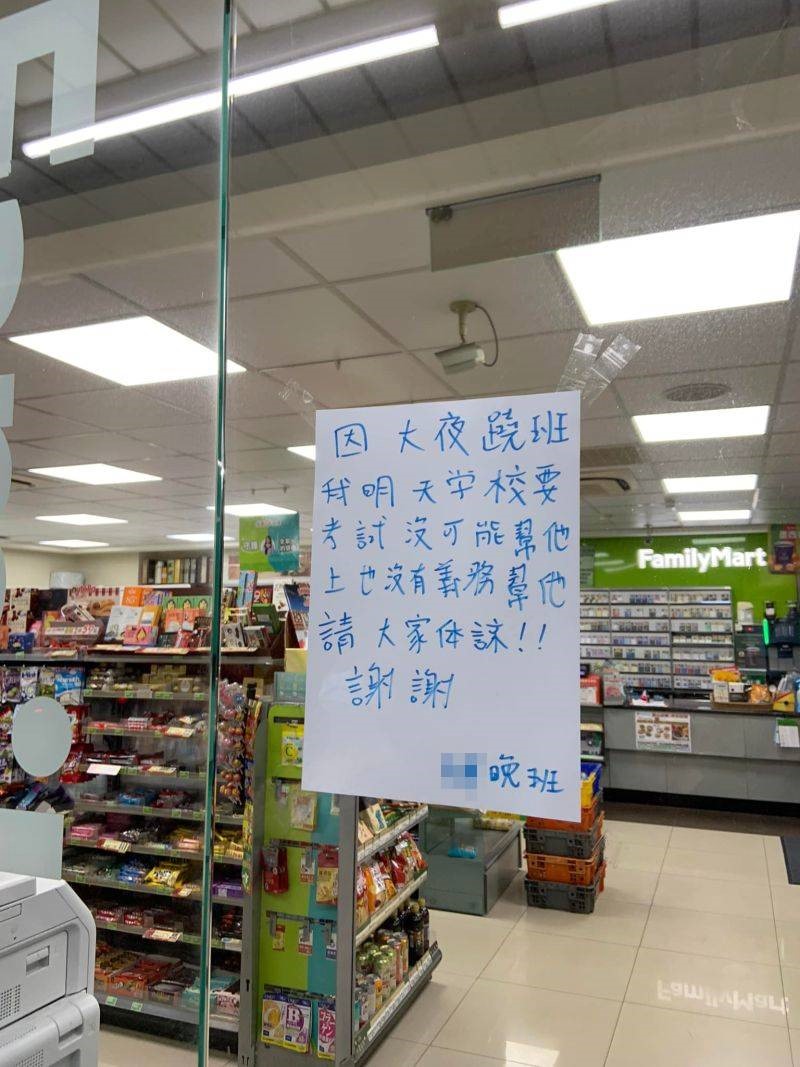 因大夜蹺班
我明天学校要
考試沒可能幫他
上也沒有義務幫他
請大家体諒!!
謝謝
晚班
FamilyMart